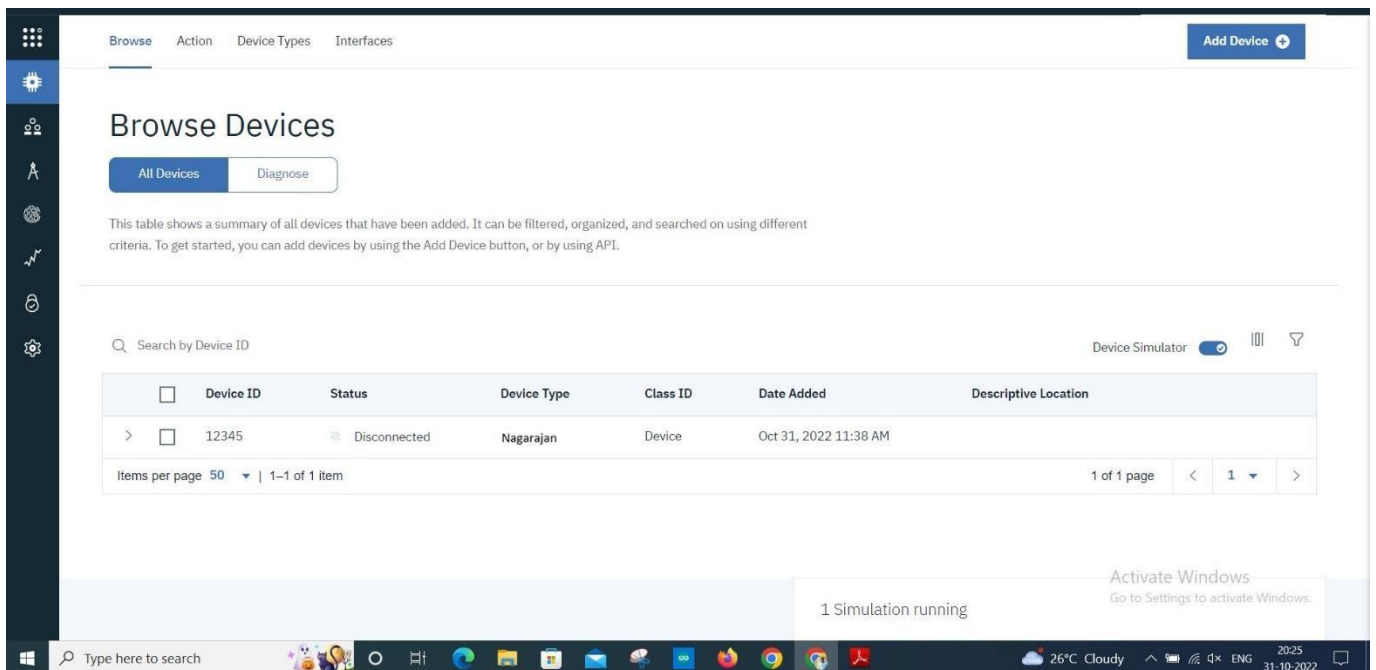 Browse Action Device Types Interfaces
Add Device
Browse Devices
All Devices Diagnose
This table shows a summary of all devices that have been added. It can be filtered, organized, and searched on using different
criteria. To get started, you can add devices by using the Add Device button, or by using API.
Search by Device ID
Device Simulator
Device ID Status Device Type Class ID Date Added Descriptive Location
12345 Disconnected Nagarajan Device Oct 31, 2022 11:38 AM
Items per page 50 | 1–1 of 1 item
1 of 1 page 1
Activate Windows
Go to Settings to activate Windows.
1 Simulation running
Type here to search
26°C Cloudy ENG 20:25
31-10-2022